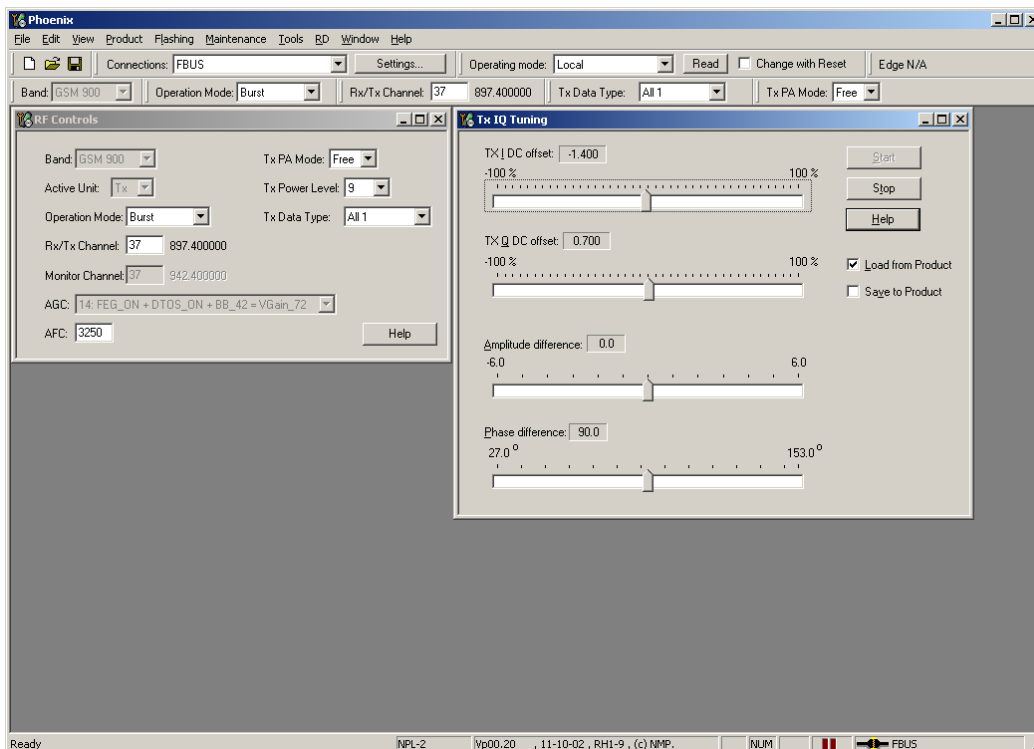 Phoenix
File Edit View Product Flashing Maintenance Tools RD Window Help
Connections: FBUS Settings... Operating mode: Local Read Change with Reset Edge N/A
Band: GSM 900 Operation Mode: Burst Rx/Tx Channel: 37 897.400000 Tx Data Type: All 1 Tx PA Mode: Free
RF Controls
Band: GSM 900 Tx PA Mode: Free
Active Unit: Tx Tx Power Level: 9
Operation Mode: Burst Tx Data Type: All 1
Rx/Tx Channel: 37 897.400000
Monitor Channel: 37 942.400000
AGC: 14: FEG_ON + DTOS_ON + BB_42 = VGain_72
AFC: 3250 Help
Tx IQ Tuning
TX I DC offset: -1.400
-100 % 100 %
TX Q DC offset: 0.700
-100 % 100 %
Amplitude difference: 0.0
-6.0 6.0
Phase difference: 90.0
27.0 º 153.0 º
Start
Stop
Help
Load from Product
Save to Product
Ready NPL-2 Vp00.20 , 11-10-02 , RH1-9 , (c) NMP. NUM FBUS